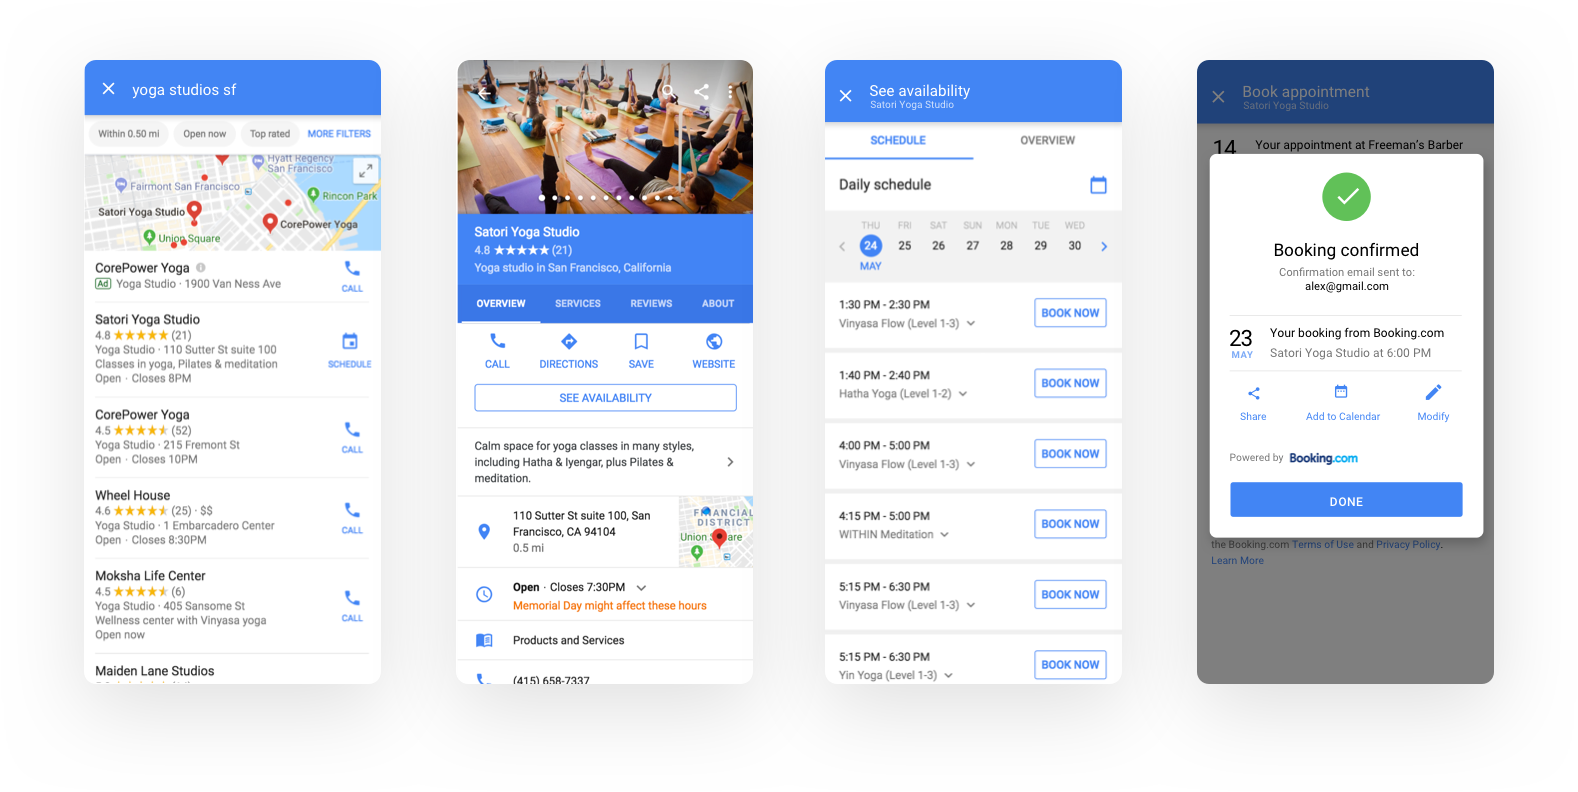 yoga studios sf
Within 0.50 mi
Open now
Top rated
MORE FILTERS
Hyatt Regency
San Francisco
Fairmont San Francisco
Rincon Park
Satori Yoga Studio
CorePower Yoga
Union Square
CorePower Yoga
Ad Yoga Studio · 1900 Van Ness Ave
CALL
Satori Yoga Studio
4.8 (21)
Yoga Studio · 110 Sutter St suite 100
Classes in yoga, Pilates & meditation
Open · Closes 8PM
SCHEDULE
CorePower Yoga
4.5 (52)
Yoga Studio · 215 Fremont St
Open · Closes 10PM
CALL
Wheel House
4.6 (25) · $$
Yoga Studio · 1 Embarcadero Center
Open · Closes 8:30PM
CALL
Moksha Life Center
4.5 (6)
Yoga Studio · 405 Sansome St
Wellness center with Vinyasa yoga
Open now
CALL
Maiden Lane Studios
Satori Yoga Studio
4.8 (21)
Yoga studio in San Francisco, California
OVERVIEW
SERVICES
REVIEWS
ABOUT
CALL
DIRECTIONS
SAVE
WEBSITE
SEE AVAILABILITY
Calm space for yoga classes in many styles,
including Hatha & Iyengar, plus Pilates &
meditation.
110 Sutter St suite 100, San
Francisco, CA 94104
0.5 mi
FINANCIAL
DISTRICT
Union Square
Open · Closes 7:30PM
Memorial Day might affect these hours
Products and Services
(415) 658-7337
See availability
Satori Yoga Studio
SCHEDULE
OVERVIEW
Daily schedule
THU FRI SAT SUN MON TUE WED
24 25 26 27 28 29 30
MAY
1:30 PM - 2:30 PM
Vinyasa Flow (Level 1-3)
BOOK NOW
1:40 PM - 2:40 PM
Hatha Yoga (Level 1-2)
BOOK NOW
4:00 PM - 5:00 PM
Vinyasa Flow (Level 1-3)
BOOK NOW
4:15 PM - 5:00 PM
WITHIN Meditation
BOOK NOW
5:15 PM - 6:30 PM
Vinyasa Flow (Level 1-3)
BOOK NOW
5:15 PM - 6:30 PM
Yin Yoga (Level 1-3)
BOOK NOW
Book appointment
Satori Yoga Studio
14 Your appointment at Freeman's Barber
Booking confirmed
Confirmation email sent to:
alex@gmail.com
23 Your booking from Booking.com
MAY Satori Yoga Studio at 6:00 PM
Share
Add to Calendar
Modify
Powered by Booking.com
DONE
the Booking.com Terms of Use and Privacy Policy.
Learn More